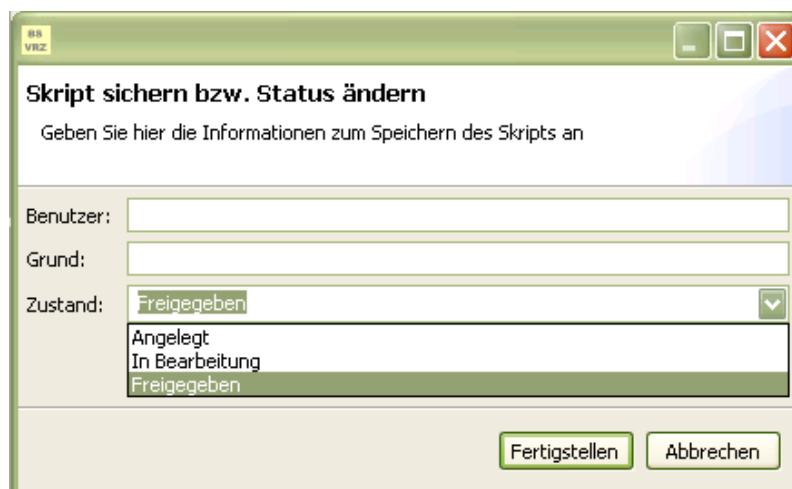 BS
VRZ
Skript sichern bzw. Status ändern
Geben Sie hier die Informationen zum Speichern des Skripts an
Benutzer:
Grund:
Zustand: Freigegeben
Angelegt
In Bearbeitung
Freigegeben
Fertigstellen Abbrechen